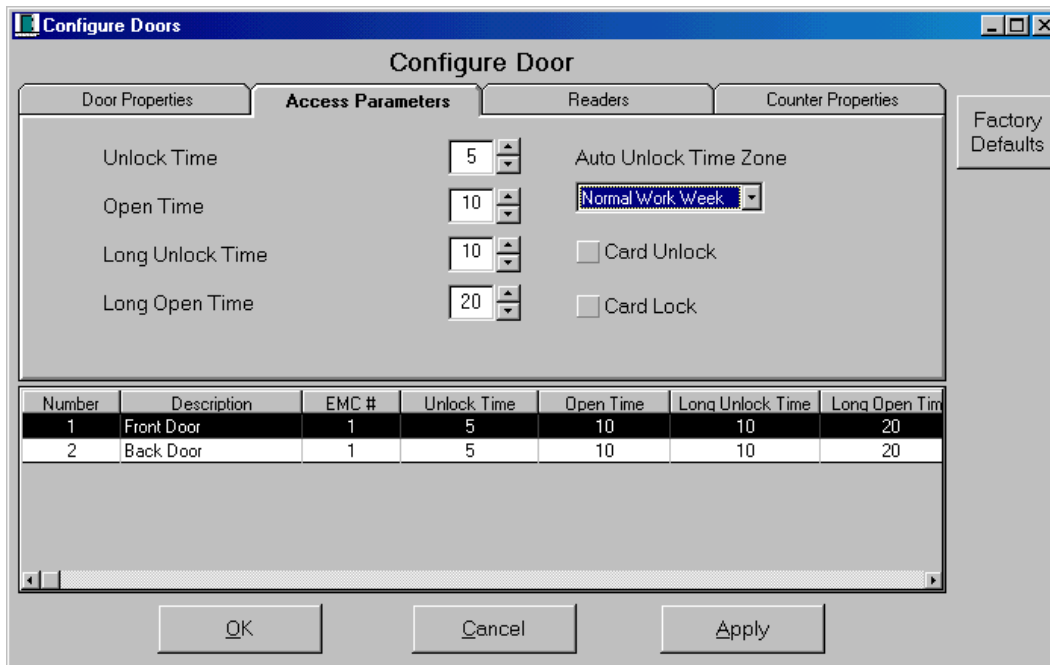 Configure Doors
Configure Door
Door Properties Access Parameters Readers Counter Properties
Factory
Defaults
Unlock Time 5 Auto Unlock Time Zone
Open Time 10 Normal Work Week
Long Unlock Time 10 Card Unlock
Long Open Time 20 Card Lock
Number Description EMC # Unlock Time Open Time Long Unlock Time Long Open Tim
1 Front Door 1 5 10 10 20
2 Back Door 1 5 10 10 20
OK Cancel Apply